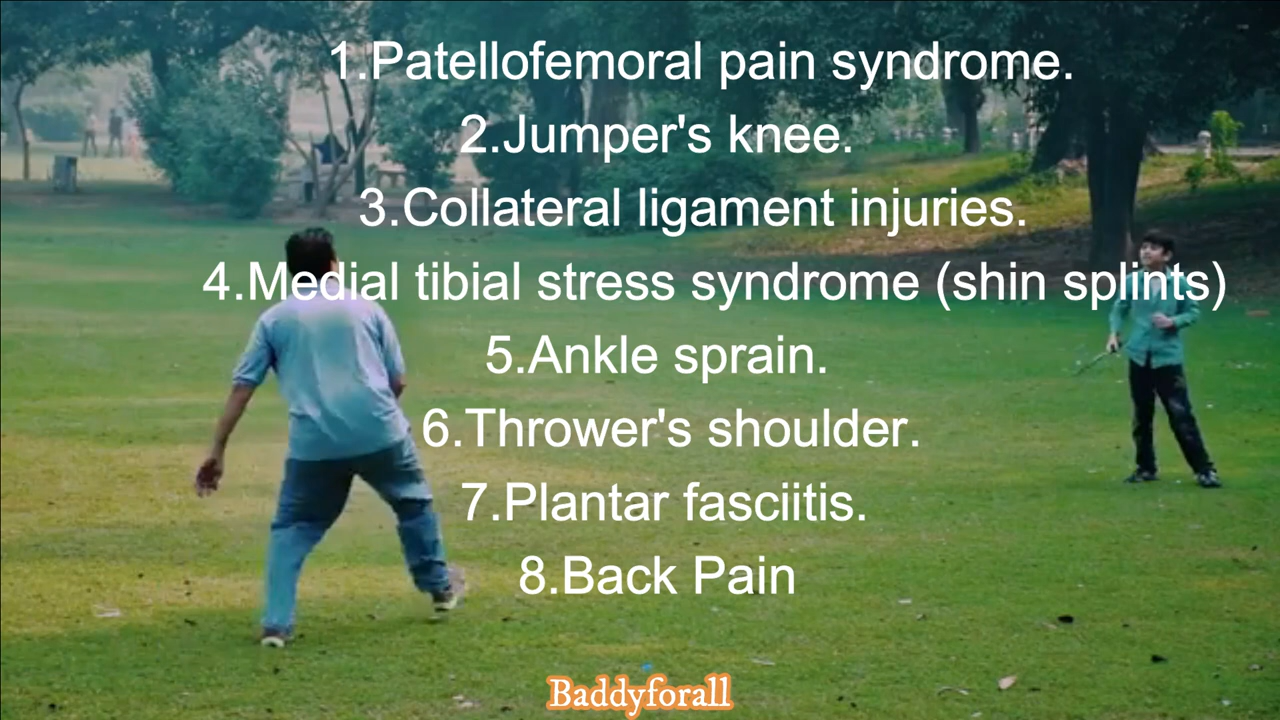 1.Patellofemoral pain syndrome.
2.Jumper's knee.
3.Collateral ligament injuries.
4.Medial tibial stress syndrome (shin splints)
5.Ankle sprain.
6.Thrower's shoulder.
7.Plantar fasciitis.
8.Back Pain
Baddyforall